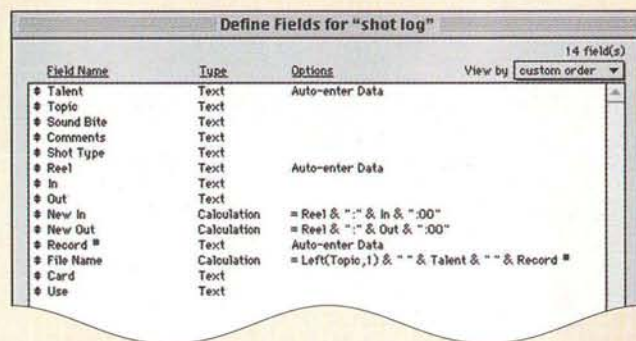 Define Fields for "shot log"
14 field(s)
Field Name Type Options View by custom order
Talent Text Auto-enter Data
Topic Text
Sound Bite Text
Comments Text
Shot Type Text
Reel Text Auto-enter Data
In Text
Out Text
New In Calculation = Reel & ":" & In & ":00"
New Out Calculation = Reel & ":" & Out & ":00"
Record Text Auto-enter Data
File Name Calculation = Left(Topic,1) & " " & Talent & " " & Record
Card Text
Use Text